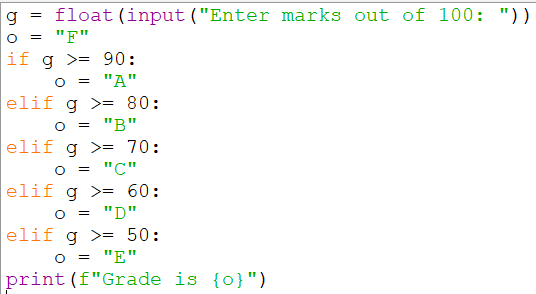 g = float(input("Enter marks out of 100: "))
o = "F"
if g >= 90:
    o = "A"
elif g >= 80:
    o = "B"
elif g >= 70:
    o = "C"
elif g >= 60:
    o = "D"
elif g >= 50:
    o = "E"
print(f"Grade is {o}")